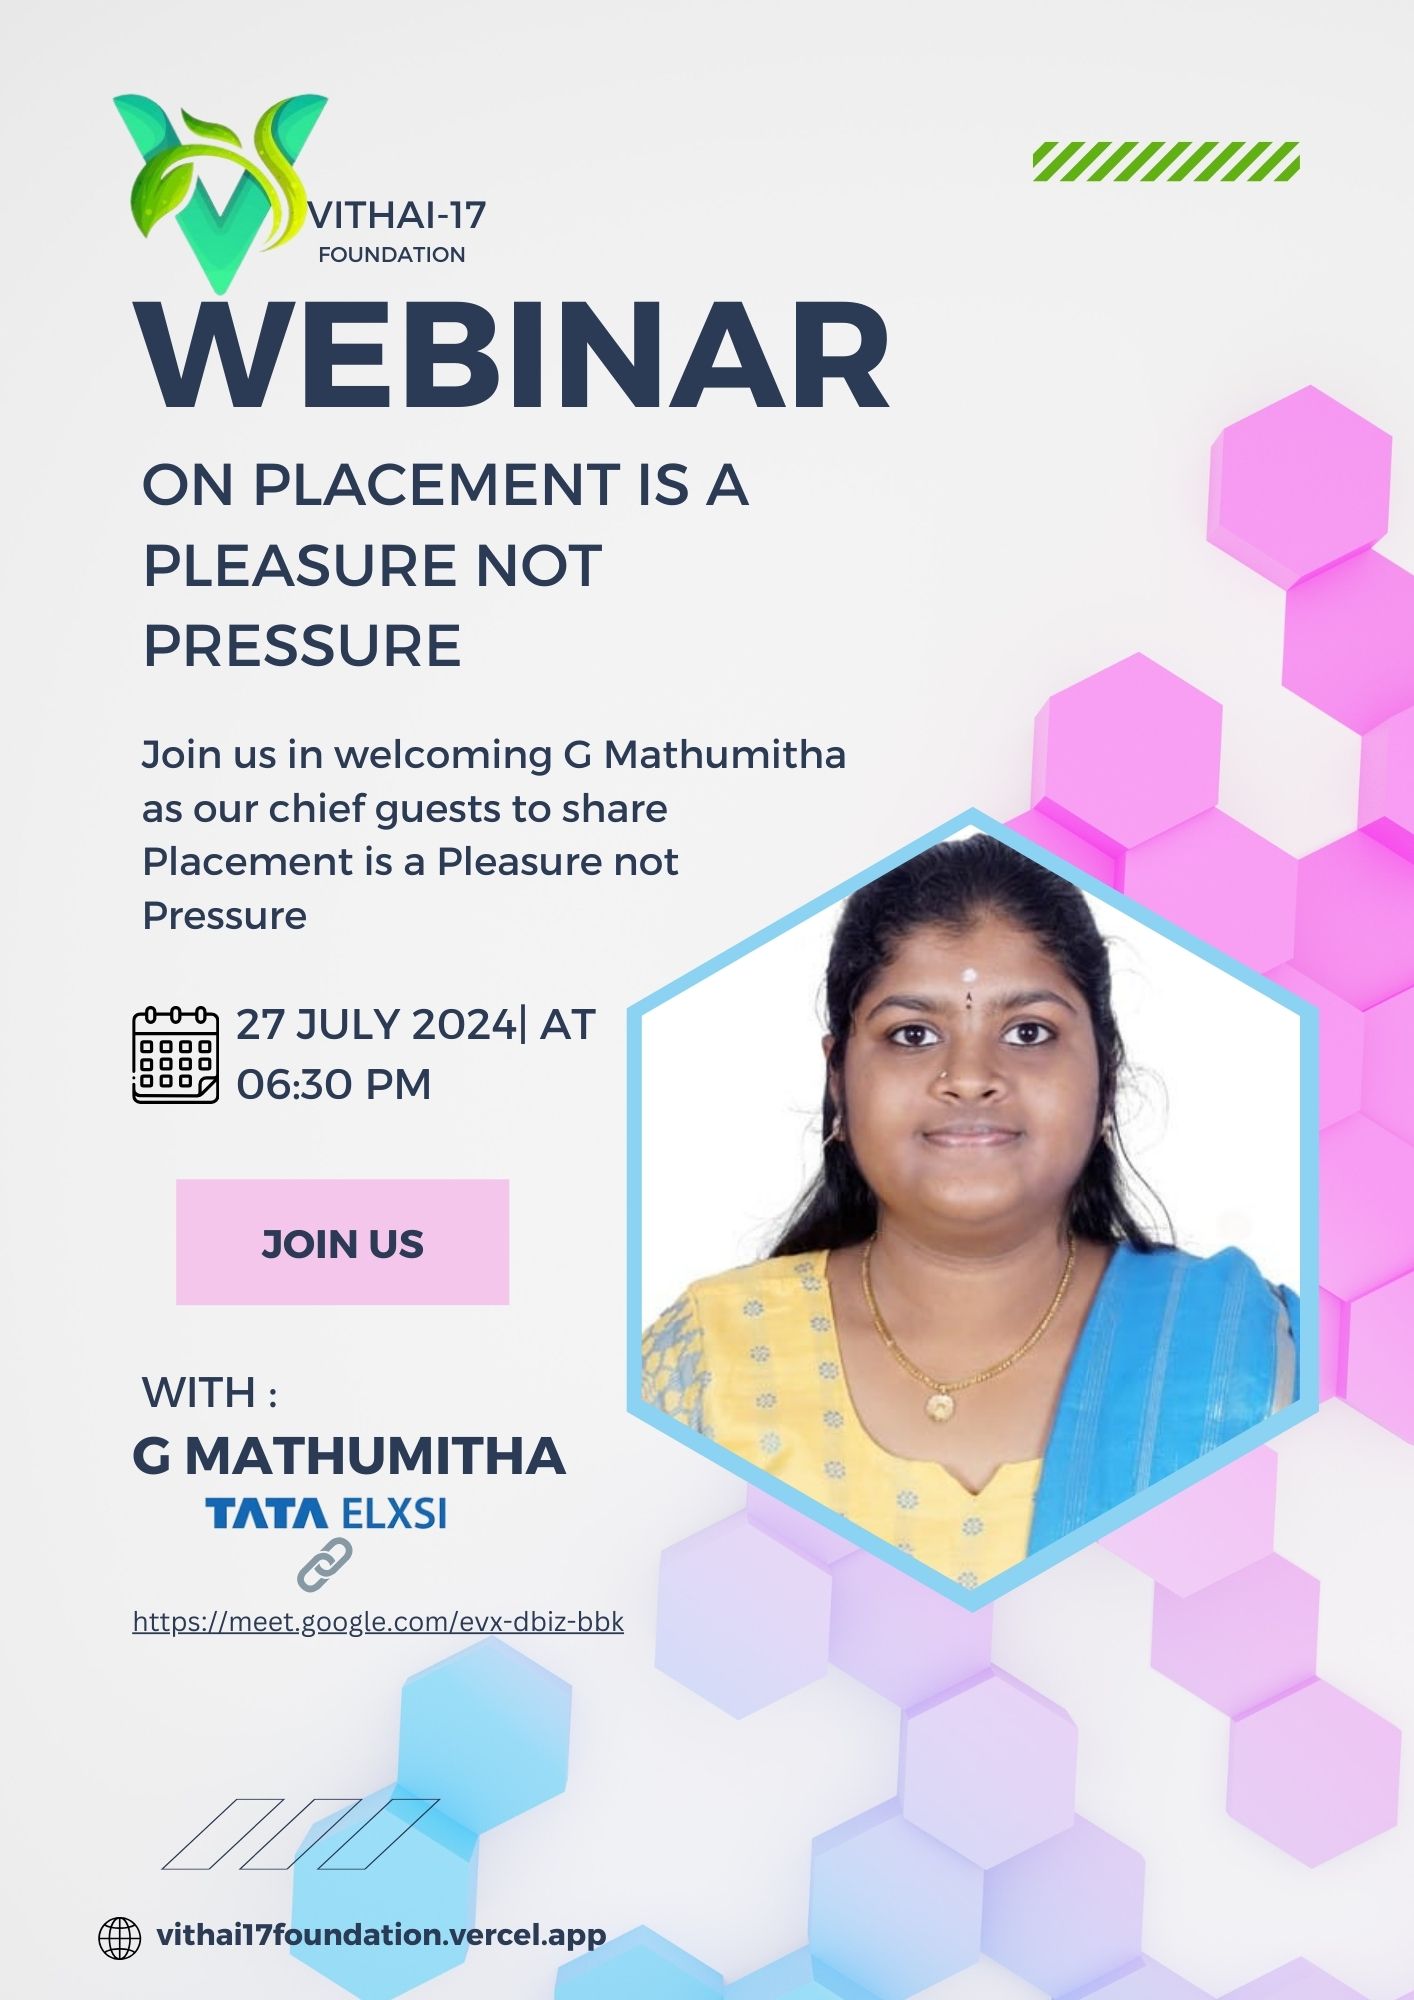 VITHAI-17
FOUNDATION
WEBINAR
ON PLACEMENT IS A
PLEASURE NOT
PRESSURE
Join us in welcoming G Mathumitha
as our chief guests to share
Placement is a Pleasure not
Pressure
27 JULY 2024| AT
06:30 PM
JOIN US
WITH :
G MATHUMITHA
TATA ELXSI
https://meet.google.com/evx-dbiz-bbk
vithai17foundation.vercel.app